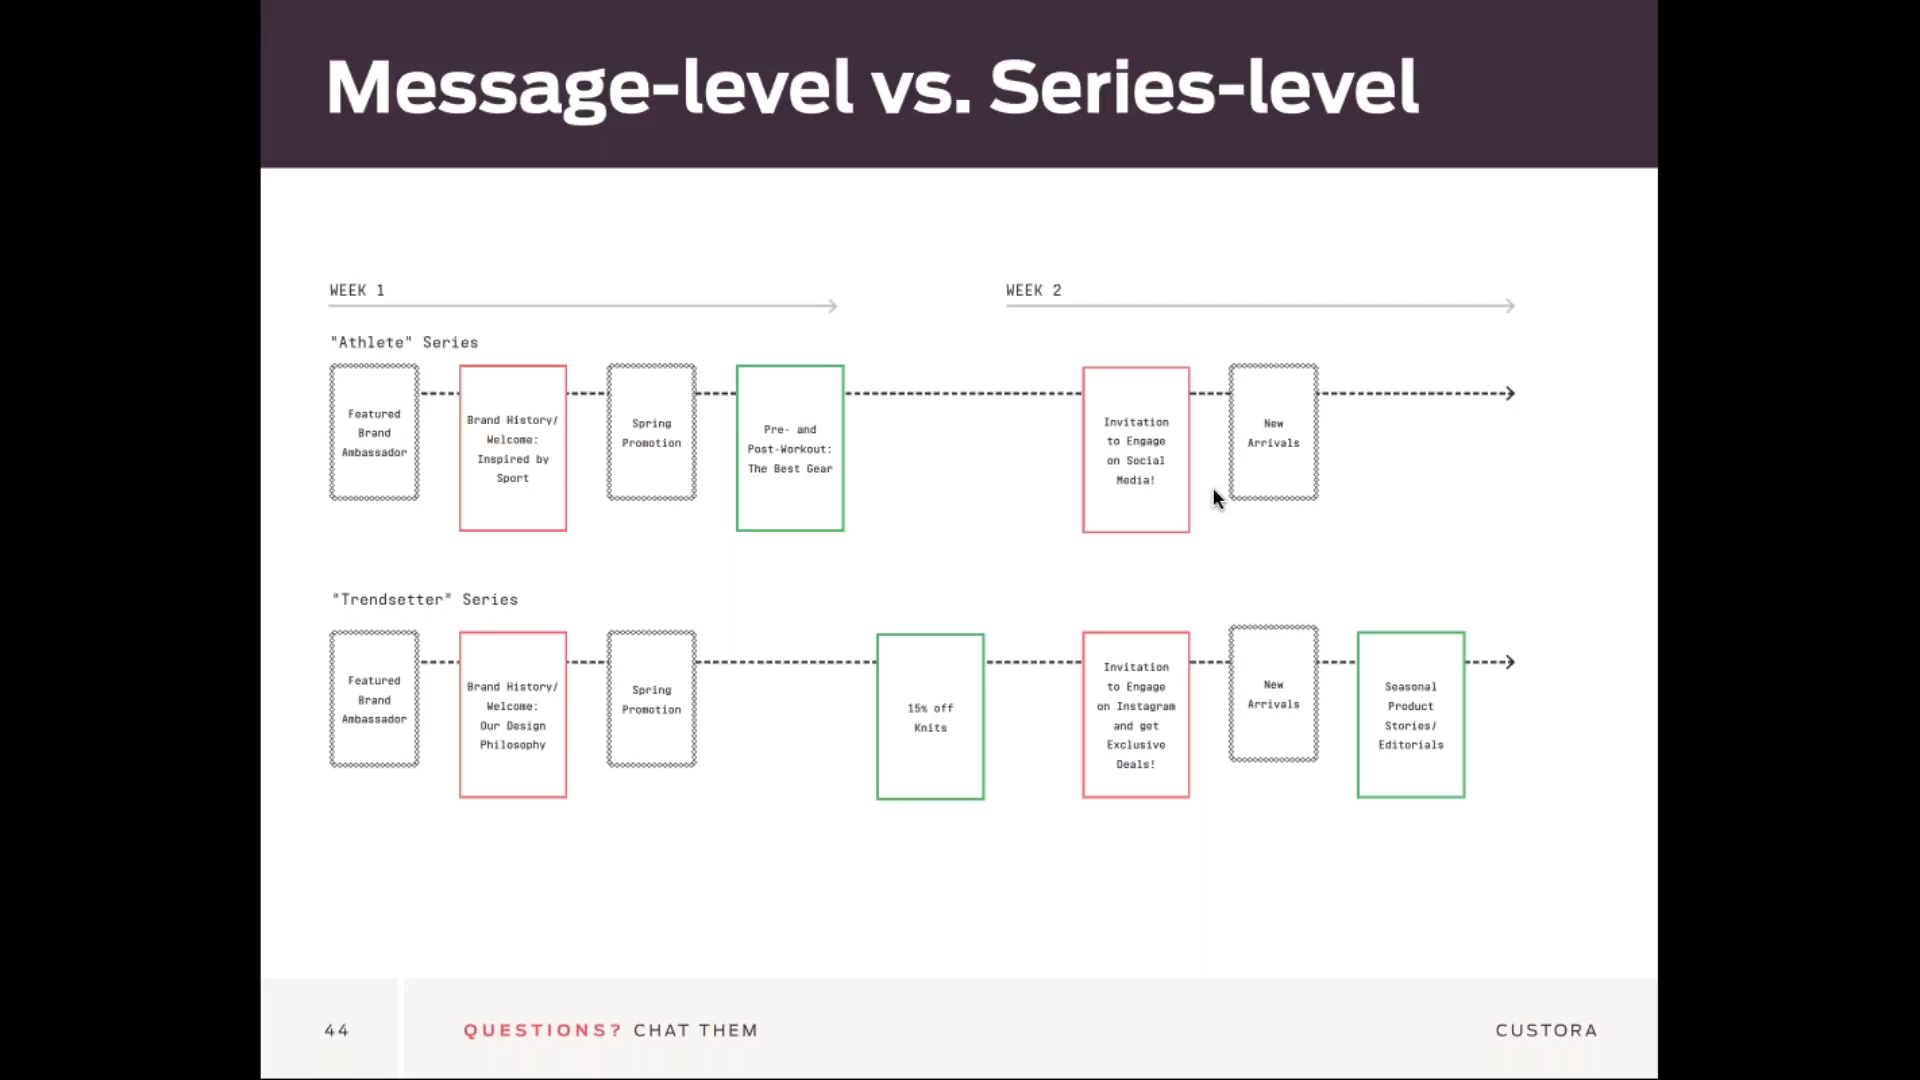 Message-level vs. Series-level
WEEK 1
WEEK 2
"Athlete" Series
Featured
Brand
Ambassador
Brand History/
Welcome:
Inspired by
Sport
Spring
Promotion
Pre- and
Post-Workout:
The Best Gear
Invitation
to Engage
on Social
Media!
New
Arrivals
"Trendsetter" Series
Featured
Brand
Ambassador
Brand History/
Welcome:
Our Design
Philosophy
Spring
Promotion
15% off
Knits
Invitation
to Engage
on Instagram
and get
Exclusive
Deals!
New
Arrivals
Seasonal
Product
Stories/
Editorials
44
QUESTIONS? CHAT THEM
CUSTORA